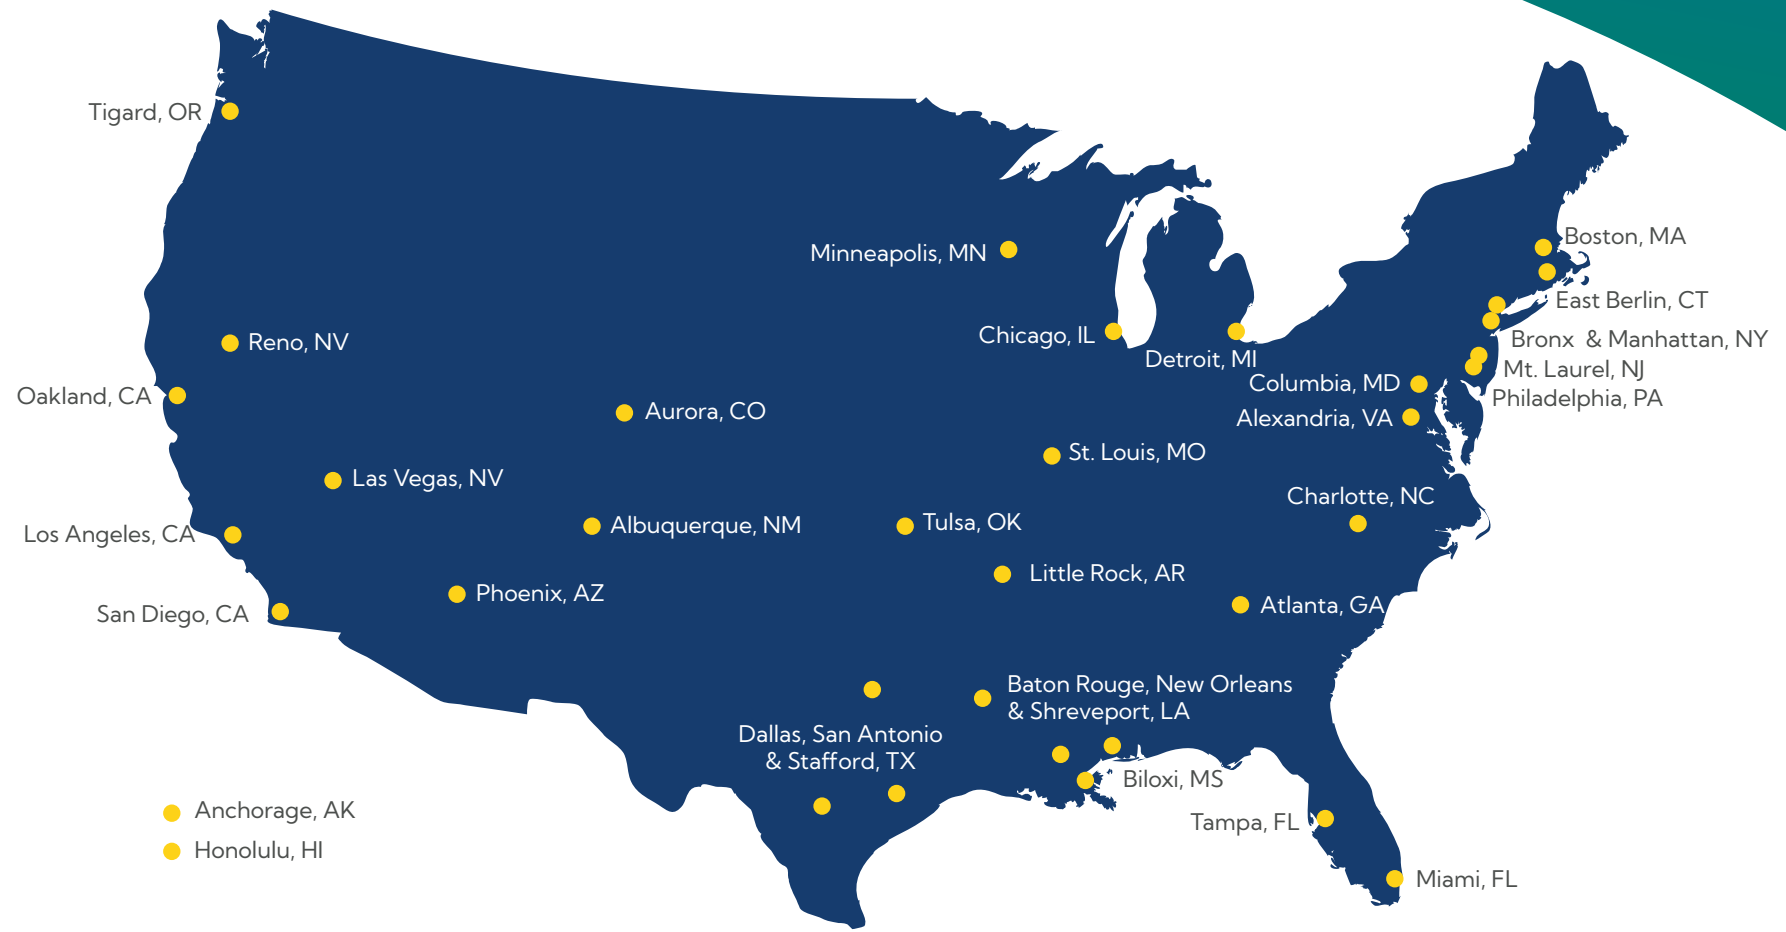 Tigard, OR
Boston, MA
Minneapolis, MN
East Berlin, CT
Chicago, IL
Bronx & Manhattan, NY
Reno, NV
Detroit, MI
Mt. Laurel, NJ
Columbia, MD
Oakland, CA
Philadelphia, PA
Aurora, CO
Alexandria, VA
St. Louis, MO
Las Vegas, NV
Charlotte, NC
Tulsa, OK
Albuquerque, NM
Los Angeles, CA
Little Rock, AR
Phoenix, AZ
Atlanta, GA
San Diego, CA
Baton Rouge, New Orleans
& Shreveport, LA
Dallas, San Antonio
& Stafford, TX
Biloxi, MS
Anchorage, AK
Tampa, FL
Honolulu, HI
Miami, FL